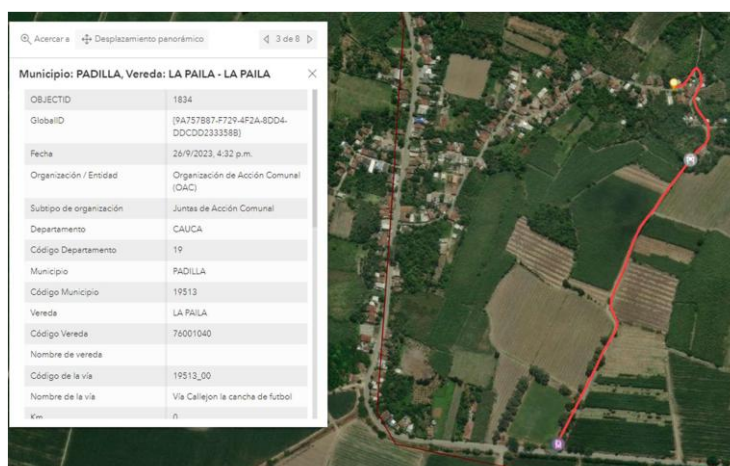 Acercar a
Desplazamiento panorámico
3 de 8
Municipio: PADILLA, Vereda: LA PAILA - LA PAILA
OBJECTID 1834
GlobalID {9A757B87-F729-4F2A-8DD4-
DDCDD233358B}
Fecha 26/9/2023, 4:32 p.m.
Organización / Entidad Organización de Acción Comunal
(OAC)
Subtipo de organización Juntas de Acción Comunal
Departamento CAUCA
Código Departamento 19
Municipio PADILLA
Código Municipio 19513
Vereda LA PAILA
Código Vereda 76001040
Nombre de vereda
Código de la vía 19513_00
Nombre de la vía Vía Callejon la cancha de futbol
Km 0